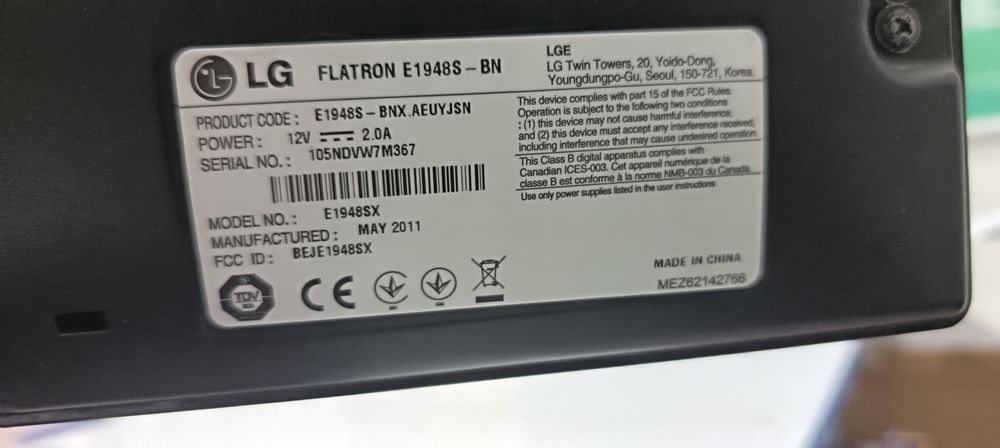 LG FLATRON E1948S-BN
PRODUCT CODE: E1948S-BNX.AEUYJSN
POWER: 12V 2.0A
SERIAL NO.: 105NDVW7M367
MODEL NO.: E1948SX
MANUFACTURED: MAY 2011
FCC ID: BEJE1948SX
TÜV
CE
LGE
LG Twin Towers, 20, Yoido-Dong,
Youngdungpo-Gu, Seoul, 150-721, Korea.
This device complies with part 15 of the FCC Rules.
Operation is subject to the following two conditions
: (1) this device may not cause harmful interference,
and (2) this device must accept any interference received,
including interference that may cause undesired operation.
This Class B digital apparatus complies with
Canadian ICES-003. Cet appareil numérique de la
classe B est conforme à la norme NMB-003 du Canada.
Use only power supplies listed in the user instructions
MADE IN CHINA
MEZ62142766